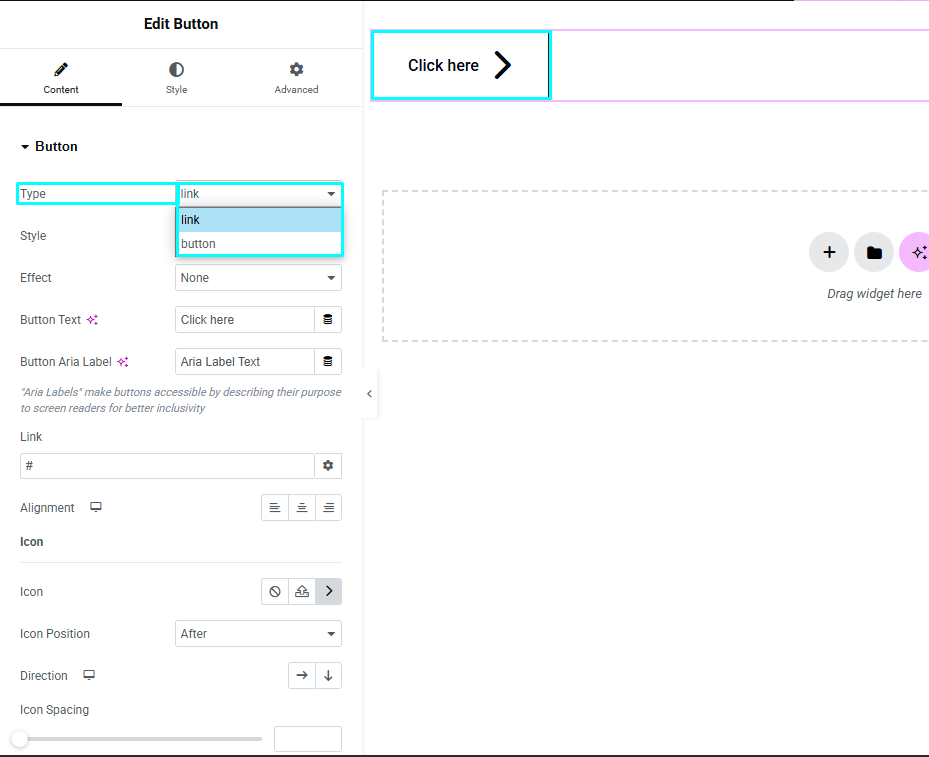 Edit Button
Content
Style
Advanced
Button
Type
link
link
button
Style
Effect
None
Button Text
Click here
Button Aria Label
Aria Label Text
"Aria Labels" make buttons accessible by describing their purpose
to screen readers for better inclusivity
Link
#
Alignment
Icon
Icon
Icon Position
After
Direction
Icon Spacing
Click here
Drag widget here